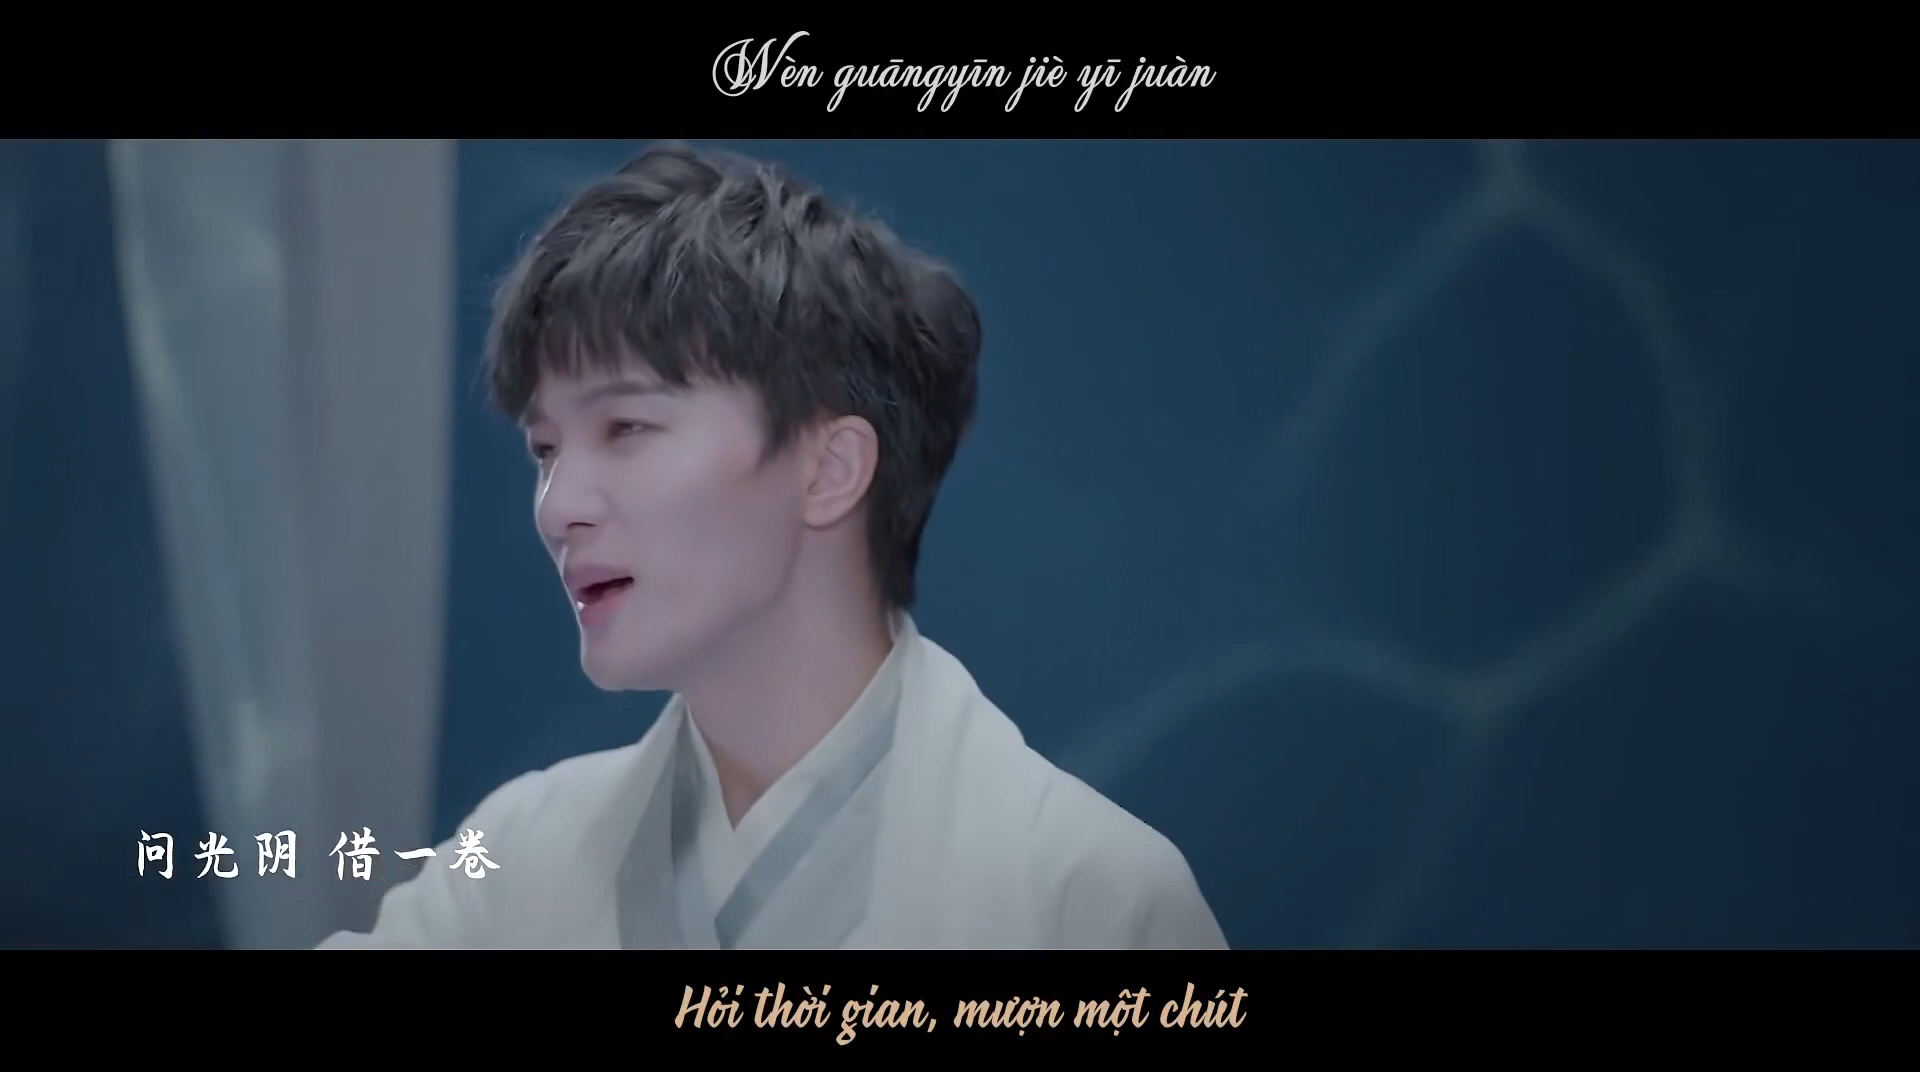 Wèn guāngyīn jiè yī juàn
问光阴 借一卷
Hỏi thời gian, mượn một chút